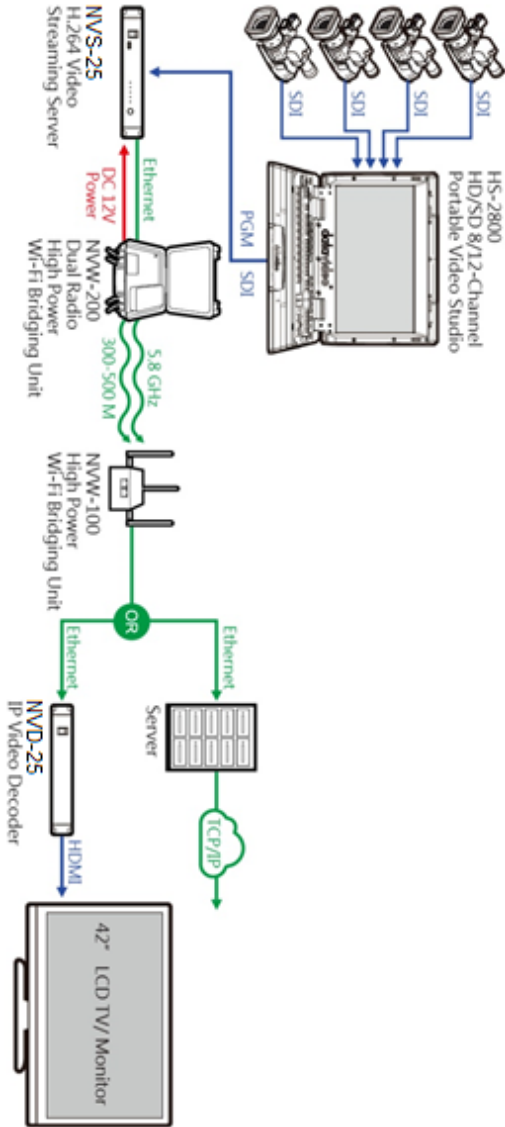 SDI
SDI
SDI
SDI
HS-2800
HD/SD 8/12-Channel
Portable Video Studio
datavideo
PGM
SDI
NVS-25
H.264 Video
Streaming Server
Ethernet
DC 12V
Power
NVW-200
Dual Radio
High Power
Wi-Fi Bridging Unit
5.8 GHz
300-500 M
NVW-100
High Power
Wi-Fi Bridging Unit
OR
Ethernet
Server
TCP/IP
Ethernet
NVD-25
IP Video Decoder
HDMI
42" LCD TV/ Monitor